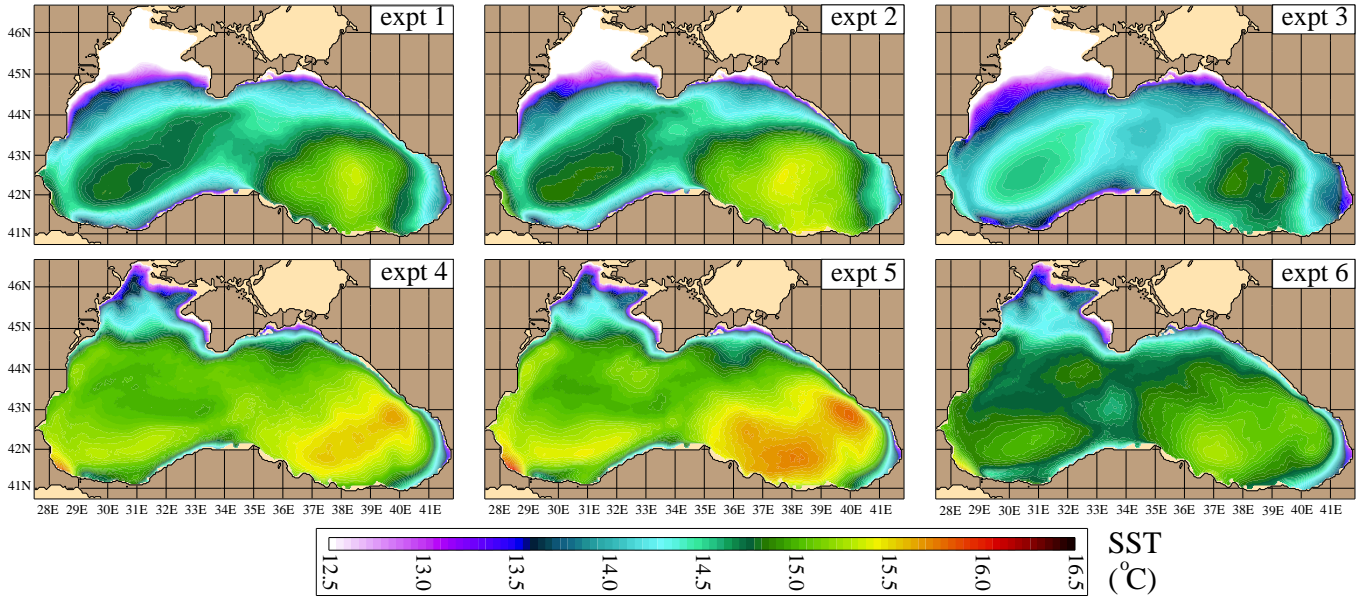 expt 1
expt 2
expt 3
46N
45N
44N
43N
42N
41N
expt 4
expt 5
expt 6
46N
45N
44N
43N
42N
41N
28E 29E 30E 31E 32E 33E 34E 35E 36E 37E 38E 39E 40E 41E
28E 29E 30E 31E 32E 33E 34E 35E 36E 37E 38E 39E 40E 41E
28E 29E 30E 31E 32E 33E 34E 35E 36E 37E 38E 39E 40E 41E
12.5 13.0 13.5 14.0 14.5 15.0 15.5 16.0 16.5
SST
(°C)